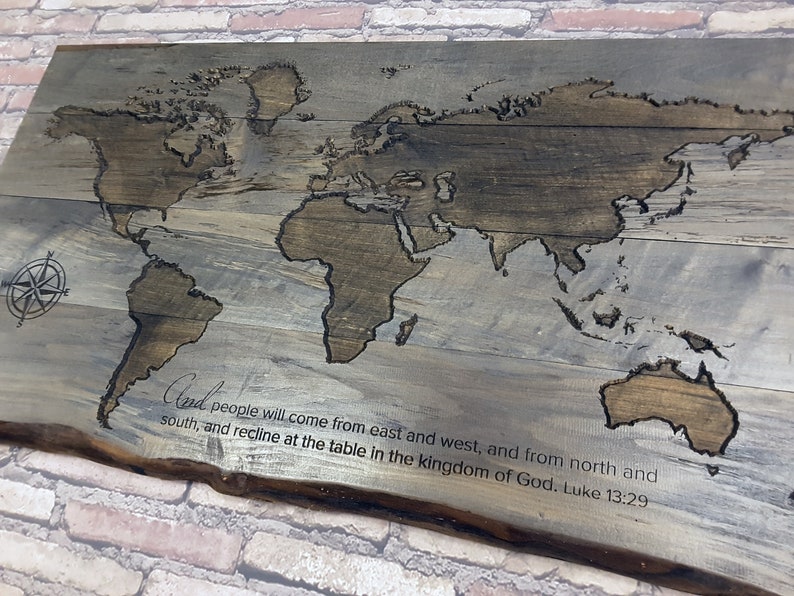 N
W E
S
And people will come from east and west, and from north and
south, and recline at the table in the kingdom of God. Luke 13:29